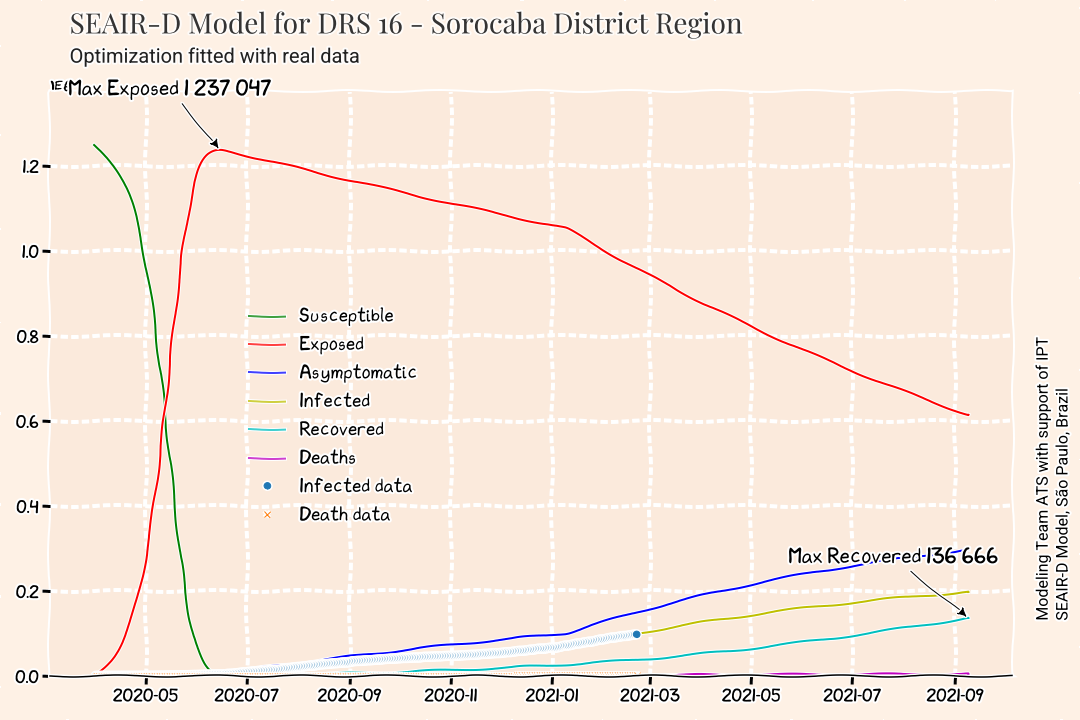 SEAIR-D Model for DRS 16 - Sorocaba District Region
Optimization fitted with real data
Max Exposed 1 237 047
1.2
1.0
0.8
0.6
0.4
0.2
0.0
Susceptible
Exposed
Asymptomatic
Infected
Recovered
Deaths
Infected data
Death data
Max Recovered 136 666
2020-05 2020-07 2020-09 2020-11 2021-01 2021-03 2021-05 2021-07 2021-09
Modeling Team ATS with support of IPT
SEAIR-D Model, São Paulo, Brazil